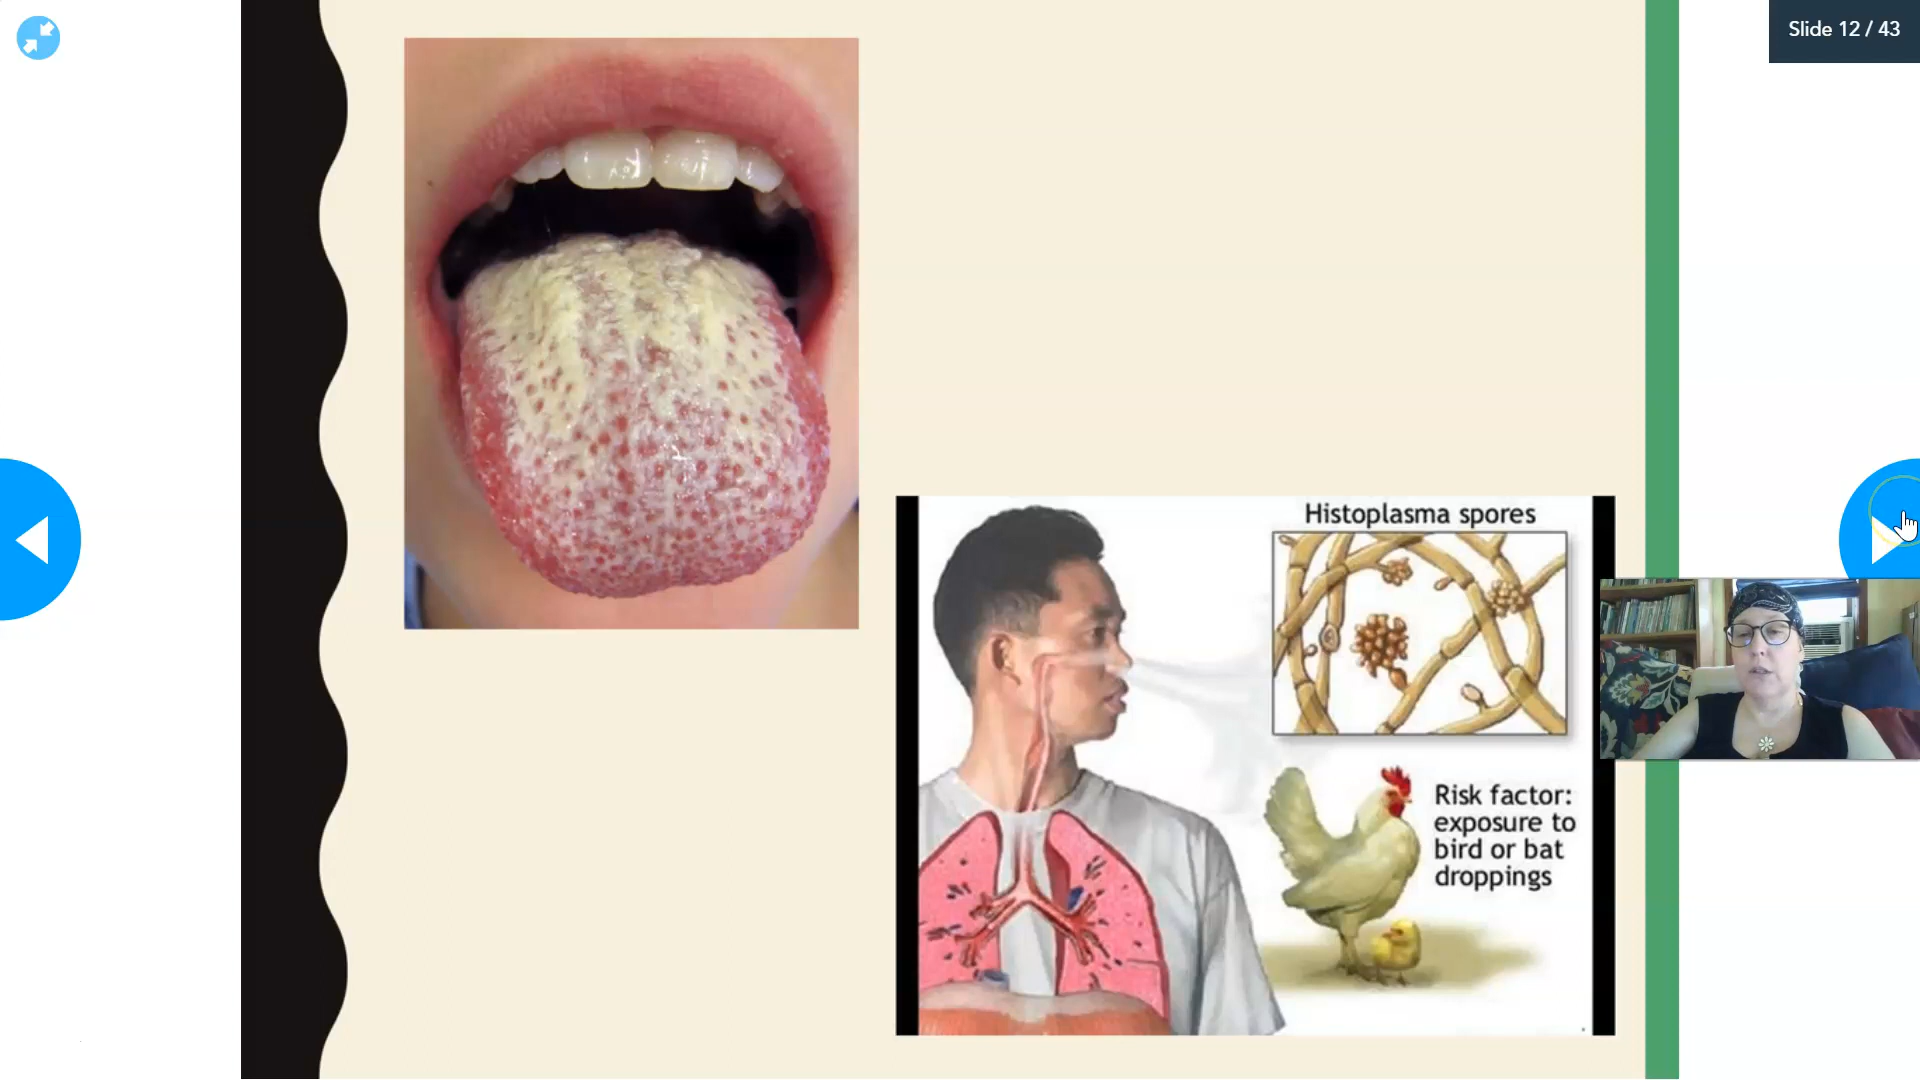 Slide 12 / 43
Histoplasma spores
Risk factor:
exposure to
bird or bat
droppings